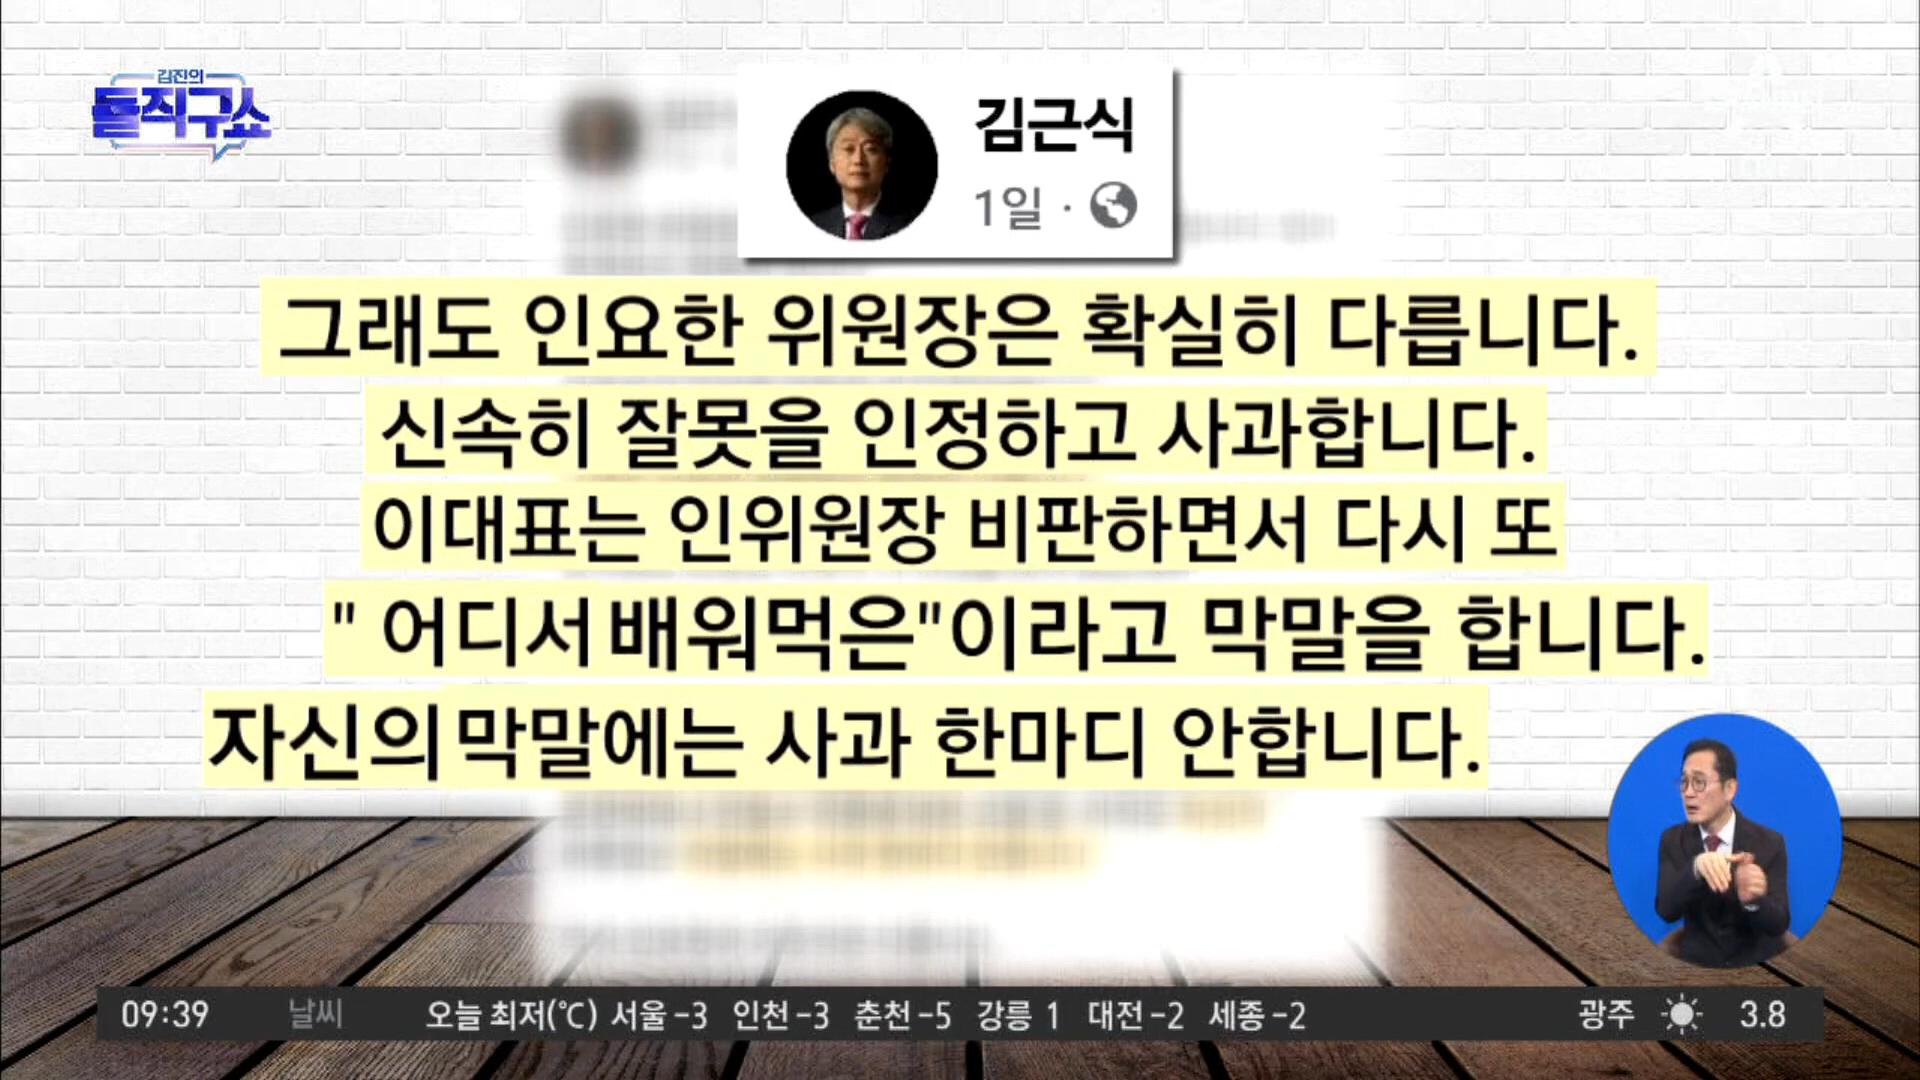 김진의
돌직구쇼
김근식
1일 ·
그래도 인요한 위원장은 확실히 다릅니다.
신속히 잘못을 인정하고 사과합니다.
이대표는 인위원장 비판하면서 다시 또
" 어디서 배워먹은"이라고 막말을 합니다.
자신의 막말에는 사과 한마디 안합니다.
09:39 날씨 오늘 최저(℃) 서울 -3 인천 -3 춘천 -5 강릉 1 대전 -2 세종 -2 광주 3.8